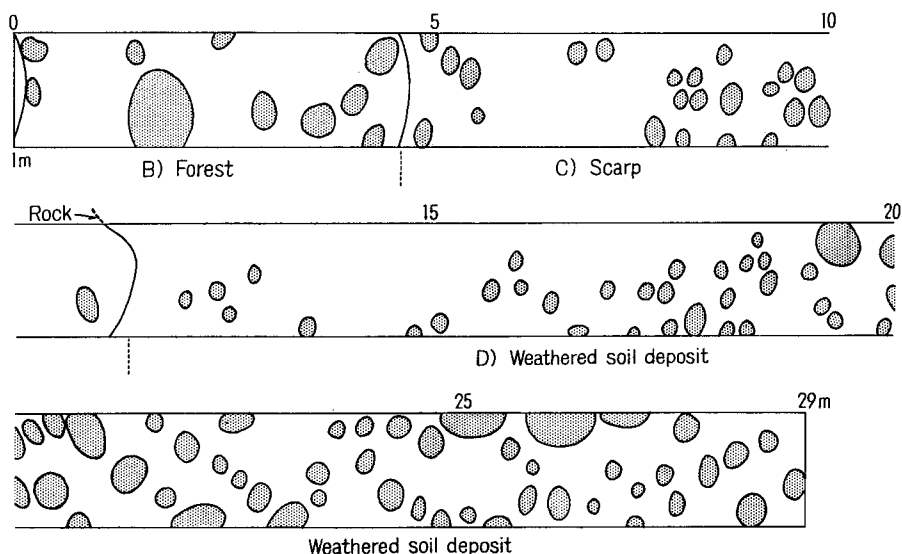 0 5 10
1m
B) Forest C) Scarp
Rock 15 20
D) Weathered soil deposit
25 29m
Weathered soil deposit